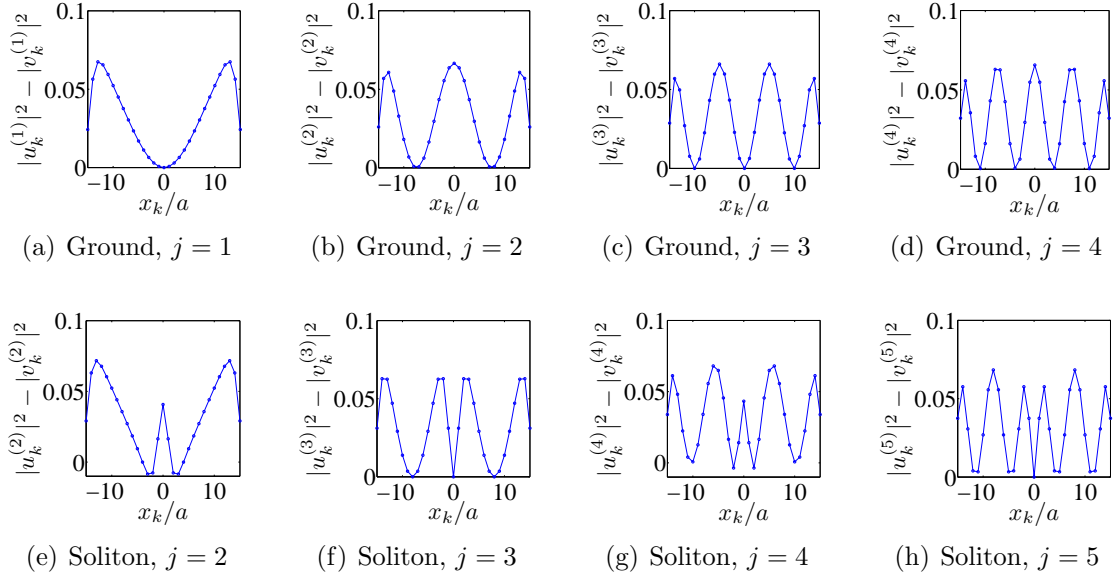 0.1 0.1 0.1 0.1
0.05 0.05 0.05 0.05
0 0 0 0
|u_k^{(1)}|^2 − |v_k^{(1)}|^2 |u_k^{(2)}|^2 − |v_k^{(2)}|^2 |u_k^{(3)}|^2 − |v_k^{(3)}|^2 |u_k^{(4)}|^2 − |v_k^{(4)}|^2
−10 0 10 −10 0 10 −10 0 10 −10 0 10
x_k/a x_k/a x_k/a x_k/a
(a) Ground, j = 1 (b) Ground, j = 2 (c) Ground, j = 3 (d) Ground, j = 4
0.1 0.1 0.1 0.1
0.05 0.05 0.05 0.05
0 0 0 0
|u_k^{(2)}|^2 − |v_k^{(2)}|^2 |u_k^{(3)}|^2 − |v_k^{(3)}|^2 |u_k^{(4)}|^2 − |v_k^{(4)}|^2 |u_k^{(5)}|^2 − |v_k^{(5)}|^2
−10 0 10 −10 0 10 −10 0 10 −10 0 10
x_k/a x_k/a x_k/a x_k/a
(e) Soliton, j = 2 (f) Soliton, j = 3 (g) Soliton, j = 4 (h) Soliton, j = 5